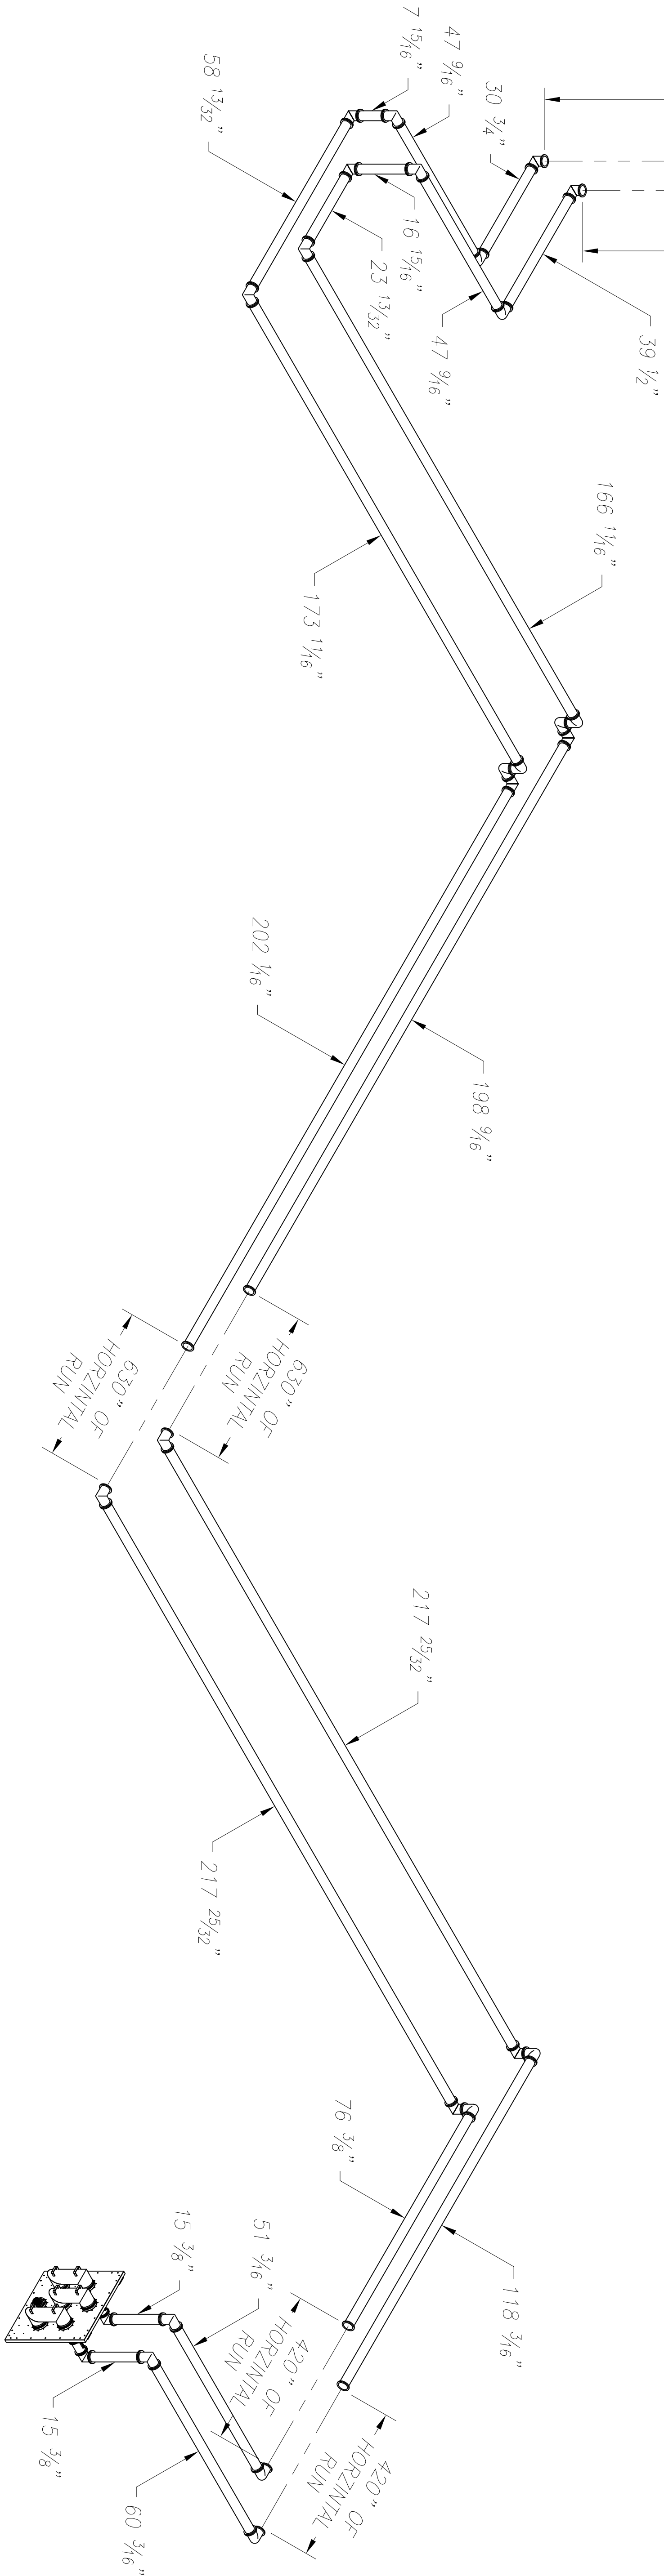 7 15/16"
47 9/16"
30 3/4"
58 13/32"
16 15/16"
23 13/32"
47 9/16"
39 1/2"
166 11/16"
173 11/16"
202 1/16"
198 9/16"
630" OF
HORZINTAL
RUN
630" OF
HORZINTAL
RUN
217 25/32"
217 25/32"
76 3/8"
118 3/16"
15 3/8"
51 3/16"
420" OF
HORZINTAL
RUN
420" OF
HORZINTAL
RUN
15 3/8"
60 3/16"